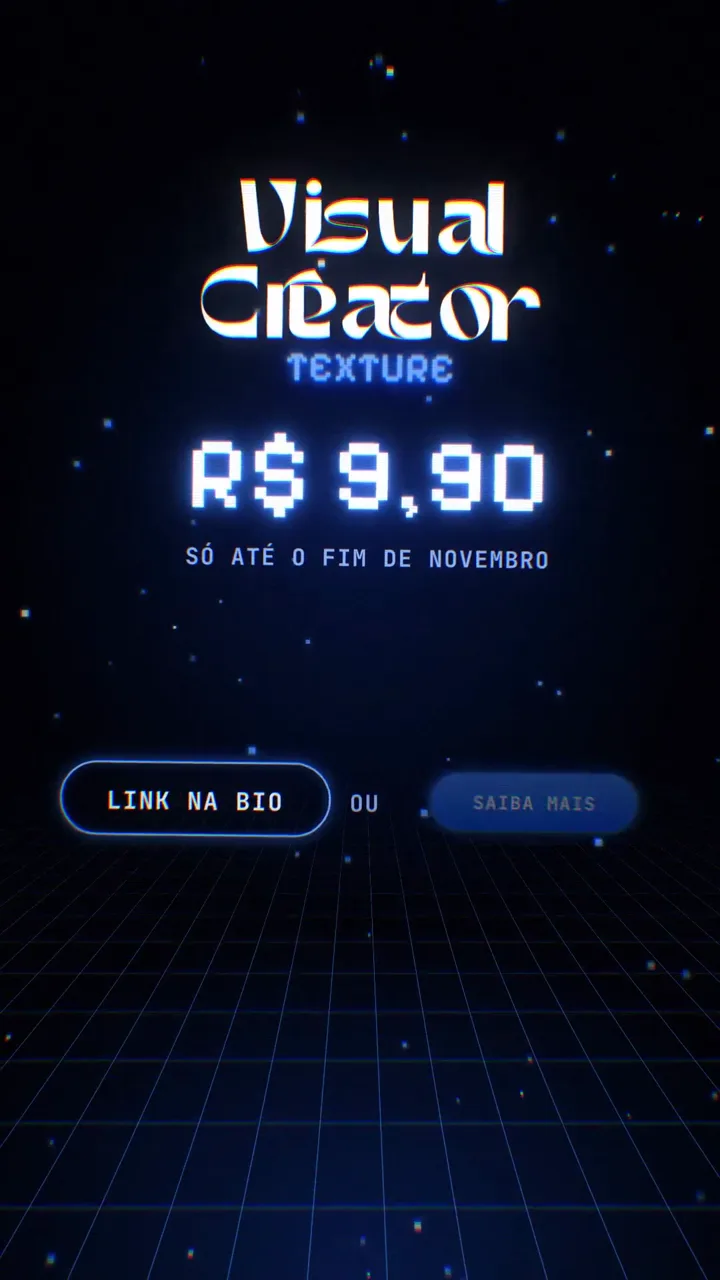 Visual
Creator
TEXTURE
R$ 9,90
SÓ ATÉ O FIM DE NOVEMBRO
LINK NA BIO OU SAIBA MAIS